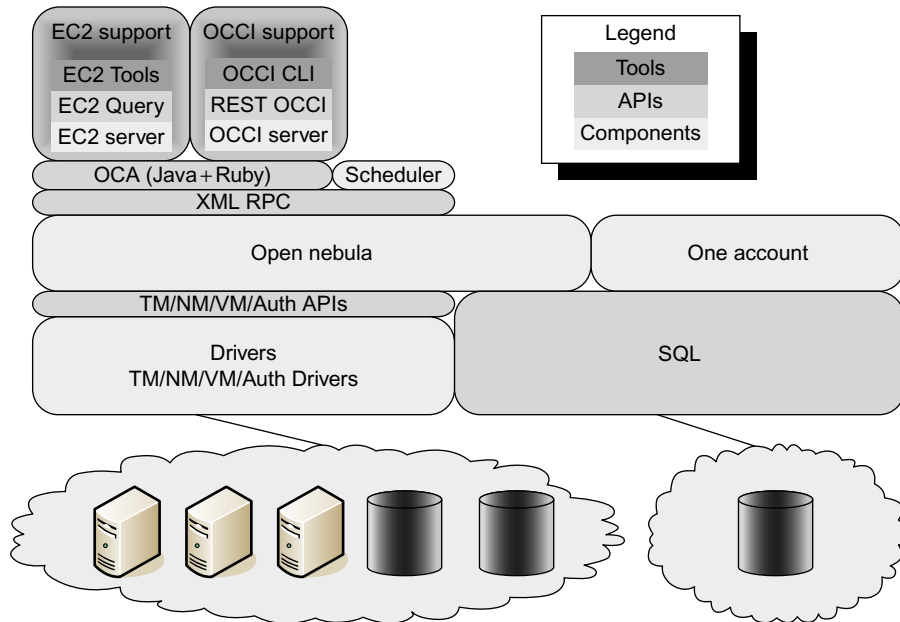 EC2 support
EC2 Tools
EC2 Query
EC2 server
OCCI support
OCCI CLI
REST OCCI
OCCI server
Legend
Tools
APIs
Components
OCA (Java+Ruby)
Scheduler
XML RPC
Open nebula
One account
TM/NM/VM/Auth APIs
Drivers
TM/NM/VM/Auth Drivers
SQL